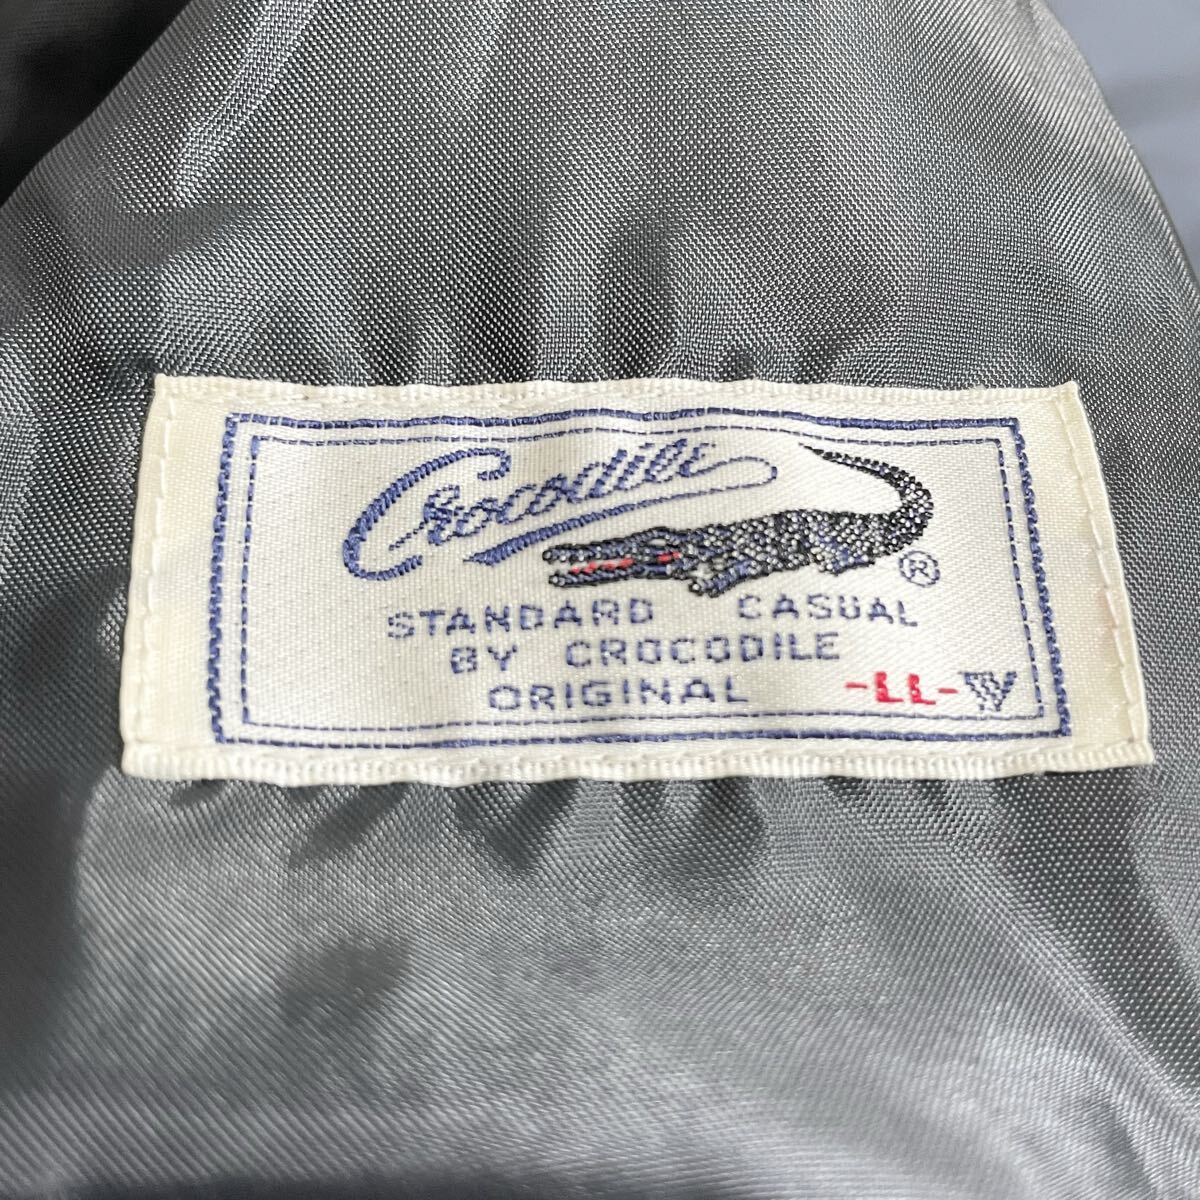 Crocodile
®
STANDARD CASUAL
BY CROCODILE
ORIGINAL -LL-W